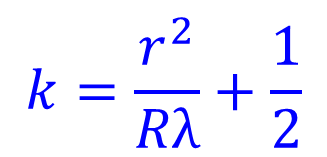 k = r²/Rλ + 1/2